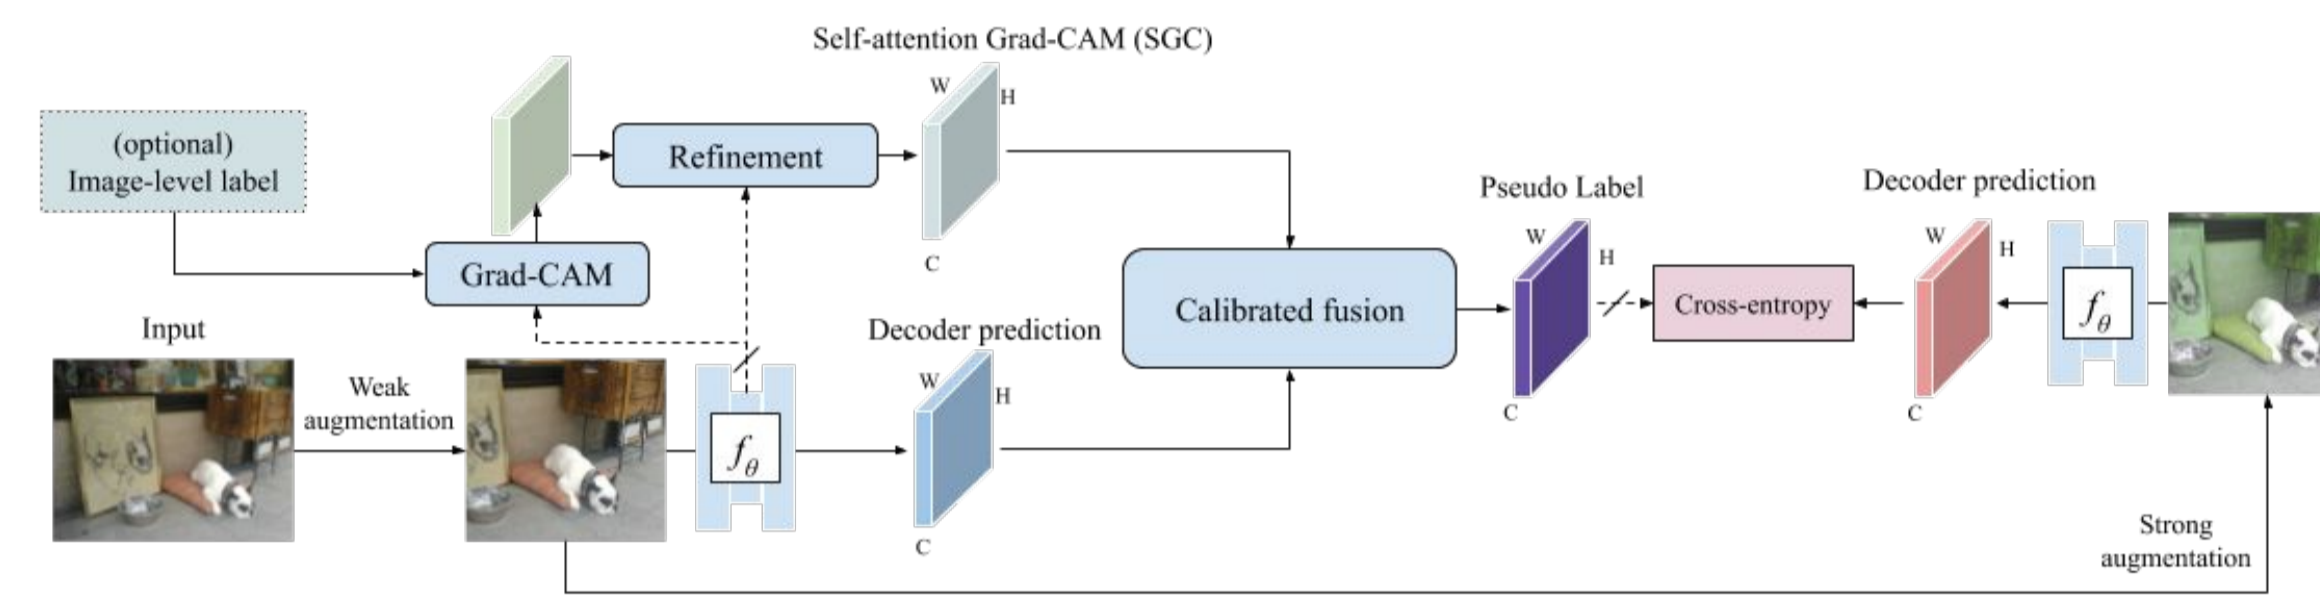 Self-attention Grad-CAM (SGC)
W
H
C
(optional)
Image-level label
Refinement
Grad-CAM
Input
Weak
augmentation
fθ
Decoder prediction
W
H
C
Calibrated fusion
Pseudo Label
W
H
C
Cross-entropy
Decoder prediction
W
H
C
fθ
Strong
augmentation